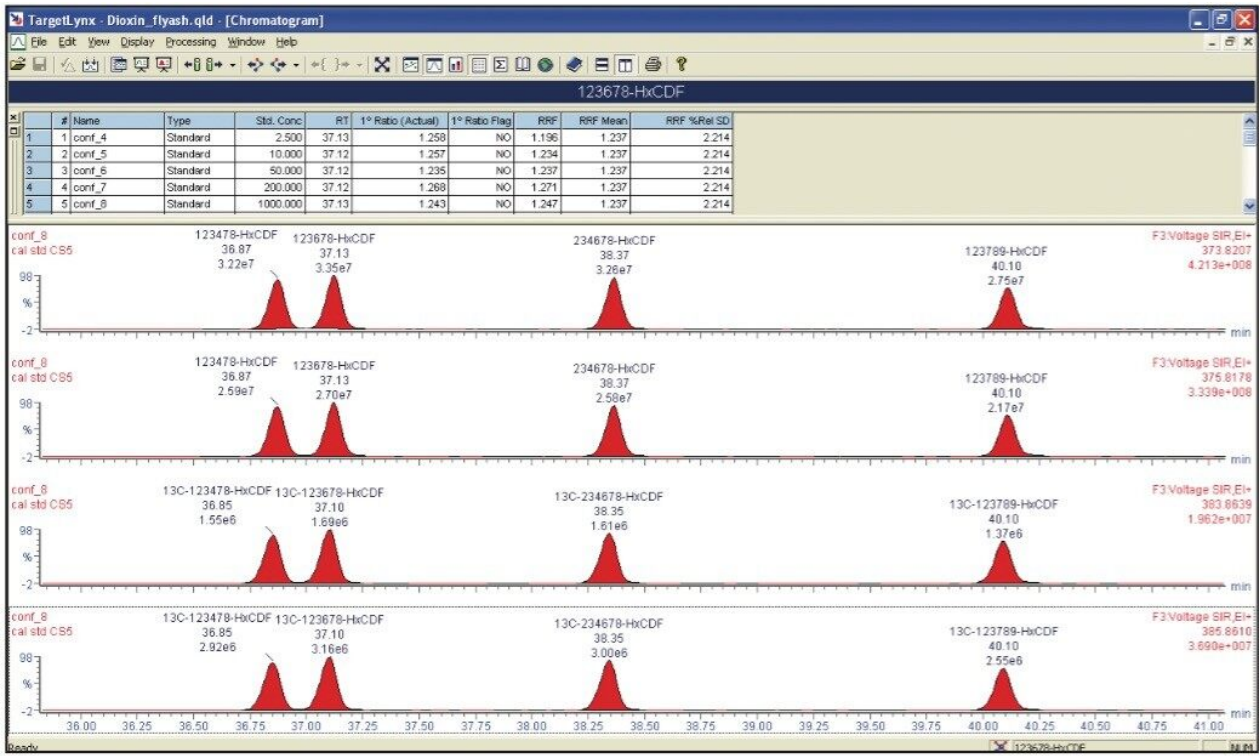 TargetLynx - Dioxin_flyash.qld - [Chromatogram]
File Edit View Display Processing Window Help
123678-HxCDF
# Name Type Std. Conc RT 1º Ratio (Actual) 1º Ratio Flag RRF RRF Mean RRF %Rel SD
1 1 conf_4 Standard 2.500 37.13 1.258 NO 1.196 1.237 2.214
2 2 conf_5 Standard 10.000 37.12 1.257 NO 1.234 1.237 2.214
3 3 conf_6 Standard 50.000 37.12 1.235 NO 1.237 1.237 2.214
4 4 conf_7 Standard 200.000 37.12 1.268 NO 1.271 1.237 2.214
5 5 conf_8 Standard 1000.000 37.13 1.243 NO 1.247 1.237 2.214
conf_8
cal std CS5
123478-HxCDF
36.87
3.22e7
123678-HxCDF
37.13
3.35e7
234678-HxCDF
38.37
3.26e7
123789-HxCDF
40.10
2.75e7
F3:Voltage SIR,EI+
373.8207
4.213e+008
98
%
-2
min
conf_8
cal std CS5
123478-HxCDF
36.87
2.59e7
123678-HxCDF
37.13
2.70e7
234678-HxCDF
38.37
2.58e7
123789-HxCDF
40.10
2.17e7
F3:Voltage SIR,EI+
375.8178
3.339e+008
98
%
-2
min
conf_8
cal std CS5
13C-123478-HxCDF
36.85
1.55e6
13C-123678-HxCDF
37.10
1.69e6
13C-234678-HxCDF
38.35
1.61e6
13C-123789-HxCDF
40.10
1.37e6
F3:Voltage SIR,EI+
383.8639
1.962e+007
98
%
-2
min
conf_8
cal std CS5
13C-123478-HxCDF
36.85
2.92e6
13C-123678-HxCDF
37.10
3.16e6
13C-234678-HxCDF
38.35
3.00e6
13C-123789-HxCDF
40.10
2.55e6
F3:Voltage SIR,EI+
385.8610
3.690e+007
98
%
-2
min
36.00 36.25 36.50 36.75 37.00 37.25 37.50 37.75 38.00 38.25 38.50 38.75 39.00 39.25 39.50 39.75 40.00 40.25 40.50 40.75 41.00
Ready
123678-HxCDF